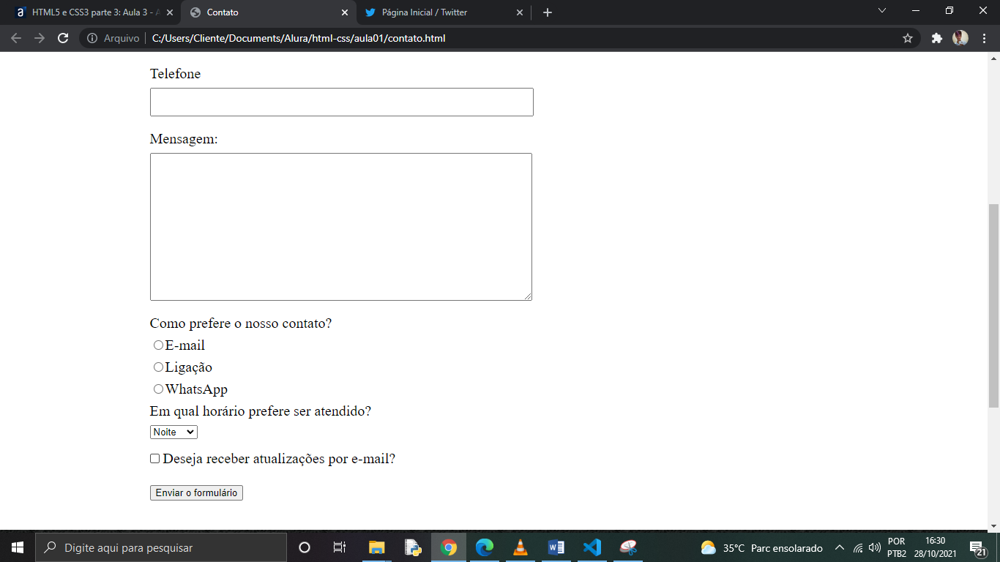 HTML5 e CSS3 parte 3: Aula 3 - A
Contato
Página Inicial / Twitter
Arquivo
C:/Users/Cliente/Documents/Alura/html-css/aula01/contato.html
Telefone
Mensagem:
Como prefere o nosso contato?
E-mail
Ligação
WhatsApp
Em qual horário prefere ser atendido?
Noite
Deseja receber atualizações por e-mail?
Enviar o formulário
Digite aqui para pesquisar
35°C Parc ensolarado
POR
PTB2
16:30
28/10/2021
21